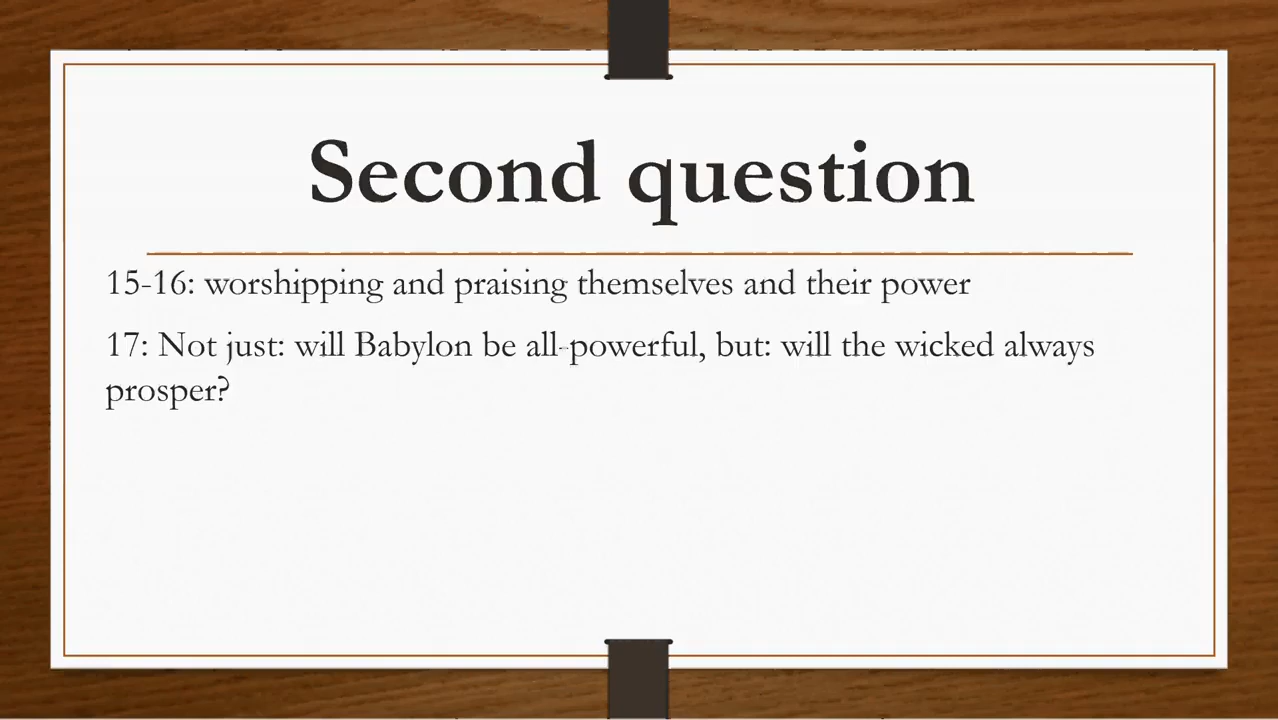 Second question
15-16: worshipping and praising themselves and their power
17: Not just: will Babylon be all-powerful, but: will the wicked always
prosper?